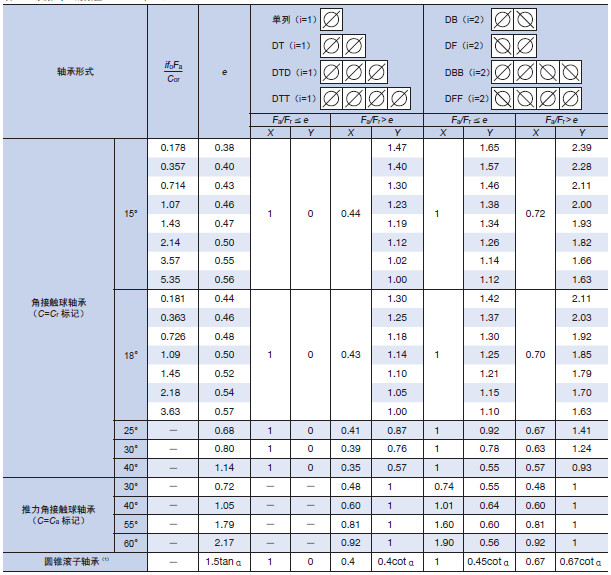 轴承形式
if₀Fa
Cor
e
单列（i=1）
DT（i=1）
DTD（i=1）
DTT（i=1）
DB（i=2）
DF（i=2）
DBB（i=2）
DFF（i=2）
Fa/Fr ≤ e Fa/Fr > e Fa/Fr ≤ e Fa/Fr > e
X Y X Y X Y X Y
角接触球轴承
（C=Cr 标记）
15°
0.178 0.38 1.47 1.65 2.39
0.357 0.40 1.40 1.57 2.28
0.714 0.43 1.30 1.46 2.11
1.07 0.46 1.23 1.38 2.00
1 0 0.44 1 0.72
1.43 0.47 1.19 1.34 1.93
2.14 0.50 1.12 1.26 1.82
3.57 0.55 1.02 1.14 1.66
5.35 0.56 1.00 1.12 1.63
18°
0.181 0.44 1.30 1.42 2.11
0.363 0.46 1.25 1.37 2.03
0.726 0.48 1.18 1.30 1.92
1.09 0.50 1 0 0.43 1.14 1 1.25 0.70 1.85
1.45 0.52 1.10 1.21 1.79
2.18 0.54 1.05 1.15 1.70
3.63 0.57 1.00 1.10 1.63
25° — 0.68 1 0 0.41 0.87 1 0.92 0.67 1.41
30° — 0.80 1 0 0.39 0.76 1 0.78 0.63 1.24
40° — 1.14 1 0 0.35 0.57 1 0.55 0.57 0.93
推力角接触球轴承
（C=Ca 标记）
30° — 0.72 — — 0.48 1 0.74 0.55 0.48 1
40° — 1.05 — — 0.60 1 1.01 0.64 0.60 1
55° — 1.79 — — 0.81 1 1.60 0.60 0.81 1
60° — 2.17 — — 0.92 1 1.90 0.56 0.92 1
圆锥滚子轴承 (1) — 1.5tan α 1 0 0.4 0.4cot α 1 0.45cot α 0.67 0.67cot α